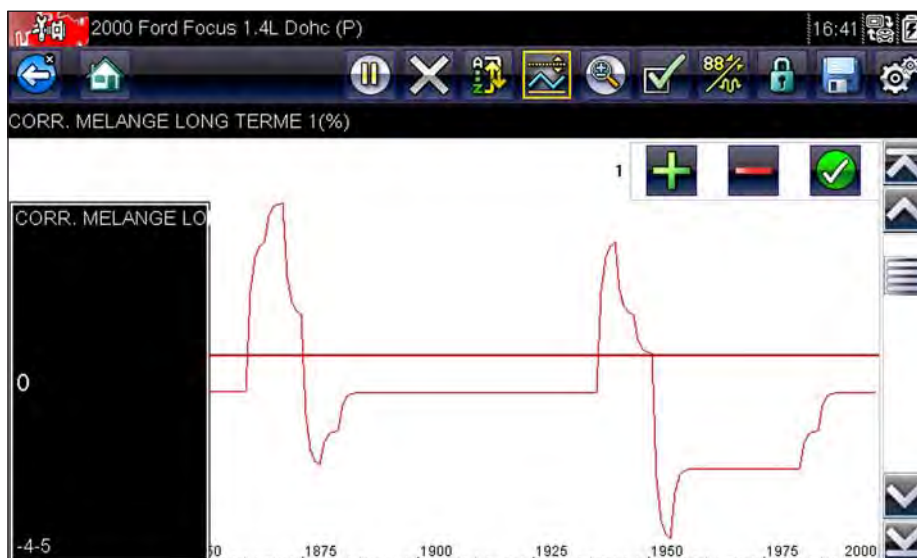 2000 Ford Focus 1.4L Dohc (P)
16:41
CORR. MELANGE LONG TERME 1(%)
1
CORR. MELANGE LO
0
-4-5
50 1875 1900 1925 1950 1975 2000